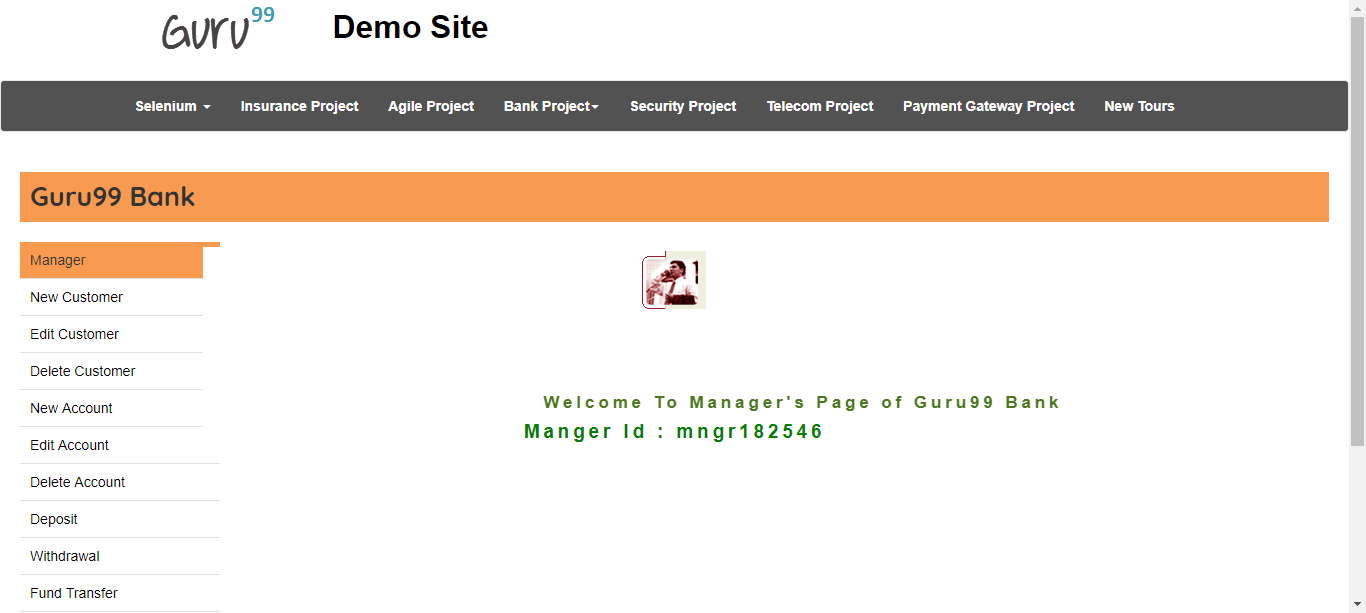 Guru99 Demo Site
Selenium Insurance Project Agile Project Bank Project Security Project Telecom Project Payment Gateway Project New Tours
Guru99 Bank
Manager
New Customer
Edit Customer
Delete Customer
New Account
Edit Account
Delete Account
Deposit
Withdrawal
Fund Transfer
Welcome To Manager's Page of Guru99 Bank
Manger Id : mngr182546